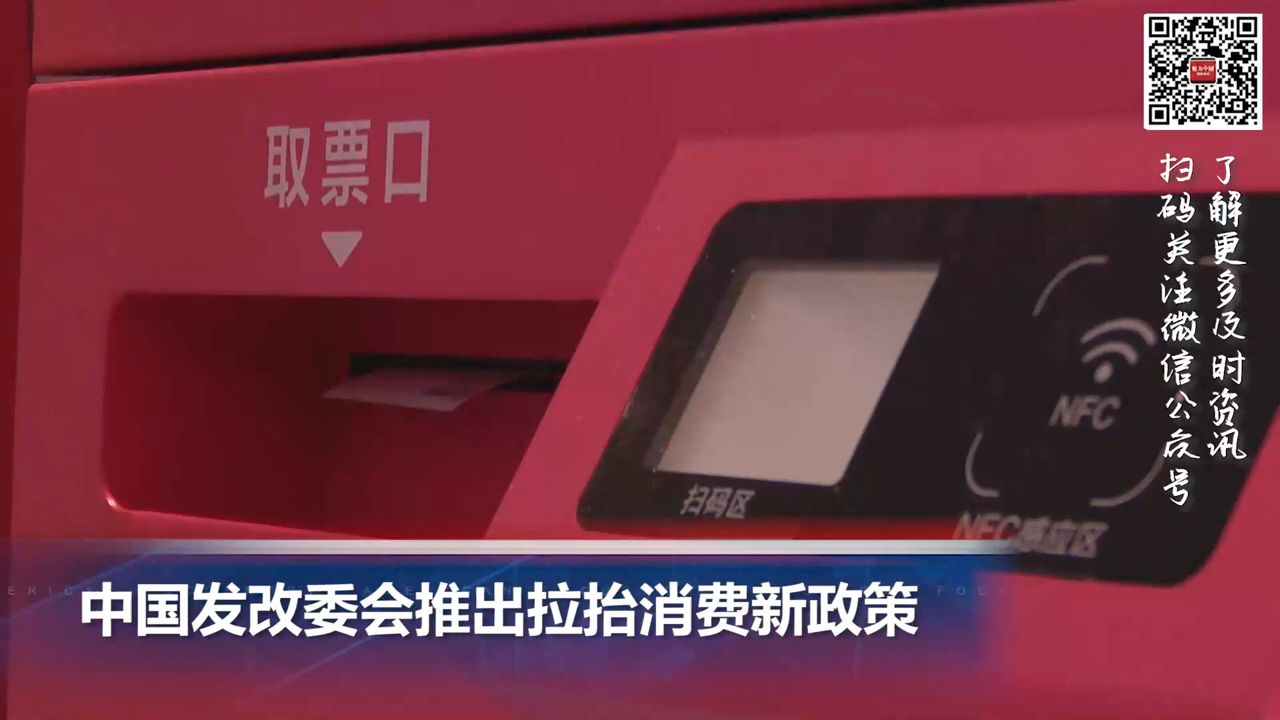 取票口
了解更多及时资讯
扫码关注微信公众号
NFC
扫码区
NFC感应区
中国发改委会推出拉抬消费新政策
FOCU